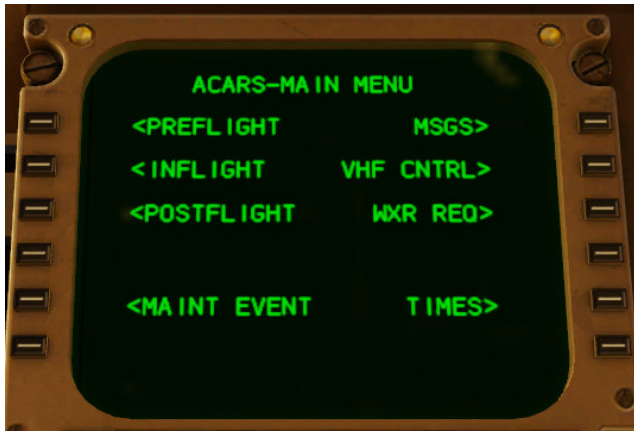 ACARS-MAIN MENU
<PREFLIGHT MSGS>
<INFLIGHT VHF CNTRL>
<POSTFLIGHT WXR REQ>
<MAINT EVENT TIMES>